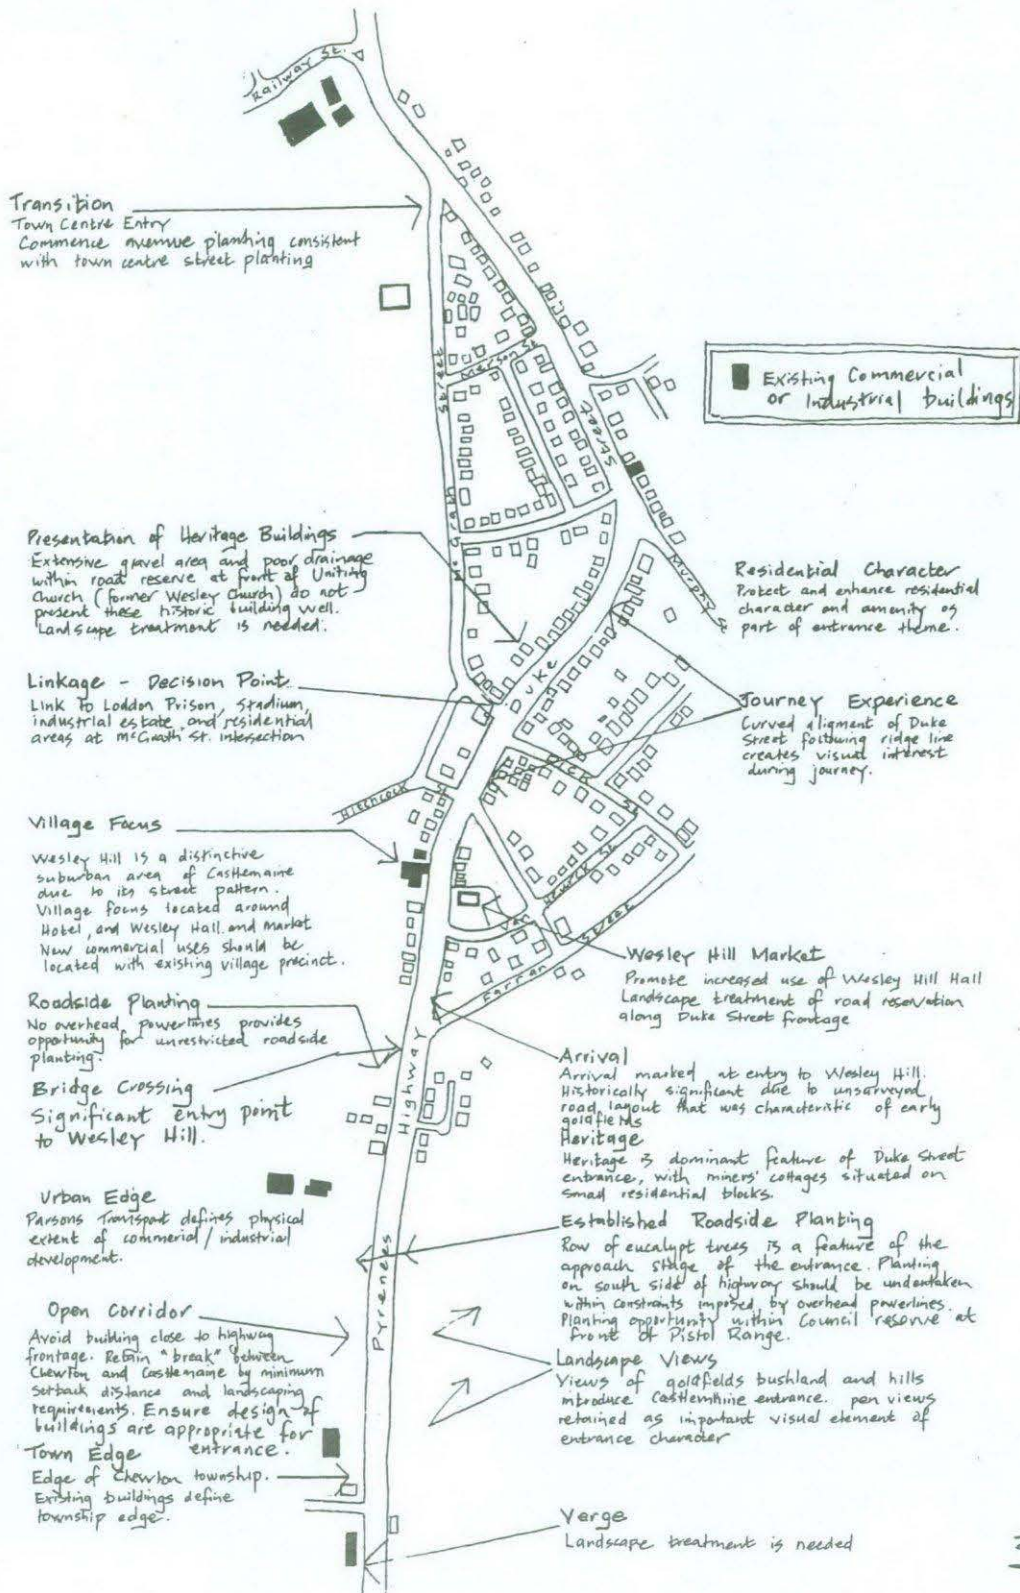 Railway St.
Transition
Town Centre Entry
Commence avenue planting consistent
with town centre street planting
Existing Commercial
or Industrial buildings
Merson St
Street
Street
McGrath
Presentation of Heritage Buildings
Extensive gravel area and poor drainage
within road reserve at front of Uniting
Church (former Wesley Church) do not
present these historic building well.
Landscape treatment is needed.
Murphy St
Residential Character
Protect and enhance residential
character and amenity as
part of entrance theme.
Linkage - Decision Point
Link to Loddon Prison, Stadium,
industrial estate and residential
areas at McGrath St. intersection
Duke
Journey Experience
Curved aligment of Duke
Street following ridge line
creates visual interest
during journey.
Hitchcock
St
Village Focus
Wesley Hill is a distinctive
suburban area of Castlemaine
due to its street pattern.
Village focus located around
Hotel, and Wesley Hall and market
New commercial uses should be
located with existing village precinct.
Farran Street
Wesley Hill Market
Promote increased use of Wesley Hill Hall
Landscape treatment of road reservation
along Duke Street frontage
Roadside Planting
No overhead powerlines provides
opportunity for unrestricted roadside
planting.
Bridge Crossing
Significant entry point
to Wesley Hill.
Arrival
Arrival marked at entry to Wesley Hill.
Historically significant due to unsurveyed
road layout that was characteristic of early
goldfields
Heritage
Heritage is dominant feature of Duke Street
entrance, with miners' cottages situated on
small residential blocks.
Pyrenees Highway
Urban Edge
Parsons Transport defines physical
extent of commerial / industrial
development.
Established Roadside Planting
Row of eucalypt trees is a feature of the
approach stage of the entrance. Planting
on south side of highway should be undertaken
within constraints imposed by overhead powerlines.
Planting opportunity within Council reserve at
front of Pistol Range.
Open Corridor
Avoid building close to highway
frontage. Retain "break" between
Chewton and Castlemaine by minimum
setback distance and landscaping
requirements. Ensure design of
buildings are appropriate for
entrance.
Landscape Views
Views of goldfields bushland and hills
introduce Castlemaine entrance. pen views
retained as important visual element of
entrance character
Town Edge
Edge of Chewton township.
Existing buildings define
township edge.
Verge
Landscape treatment is needed